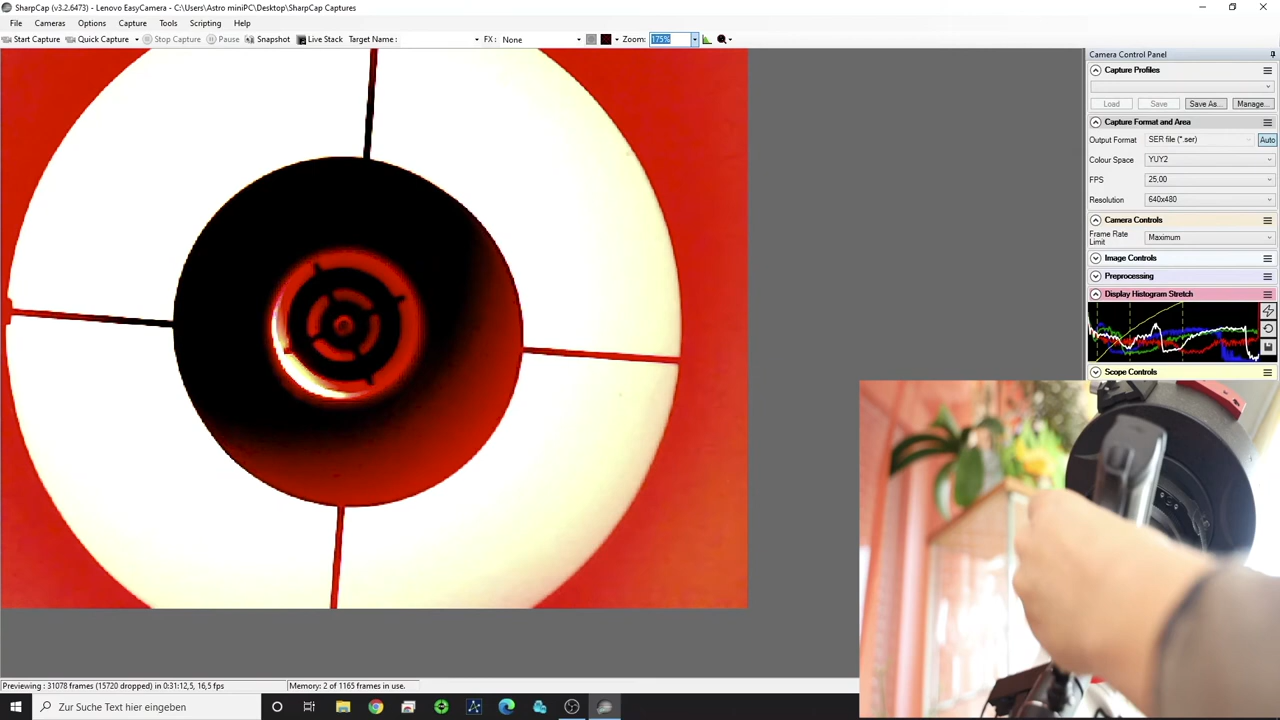 SharpCap (v3.2.6473) - Lenovo EasyCamera - C:\Users\Astro miniPC\Desktop\SharpCap Captures
File Cameras Options Capture Tools Scripting Help
Start Capture Quick Capture Stop Capture Pause Snapshot Live Stack Target Name : FX : None Zoom: 175%
Camera Control Panel
Capture Profiles
Load Save Save As... Manage...
Capture Format and Area
Output Format SER file (*.ser) Auto
Colour Space YUY2
FPS 25,00
Resolution 640x480
Camera Controls
Frame Rate
Limit Maximum
Image Controls
Preprocessing
Display Histogram Stretch
Scope Controls
Previewing : 31078 frames (15720 dropped) in 0:31:12,5, 16,5 fps Memory: 2 of 1165 frames in use.
Zur Suche Text hier eingeben